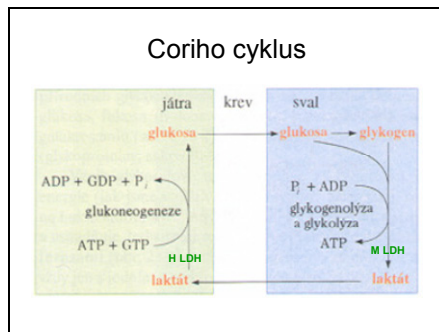 Coriho cyklus
játra krev sval
glukosa glukosa glykogen
ADP + GDP + Pi
glukoneogeneze
ATP + GTP
H LDH
laktát
Pi + ADP
glykogenolýza
a glykolýza
ATP
M LDH
laktát